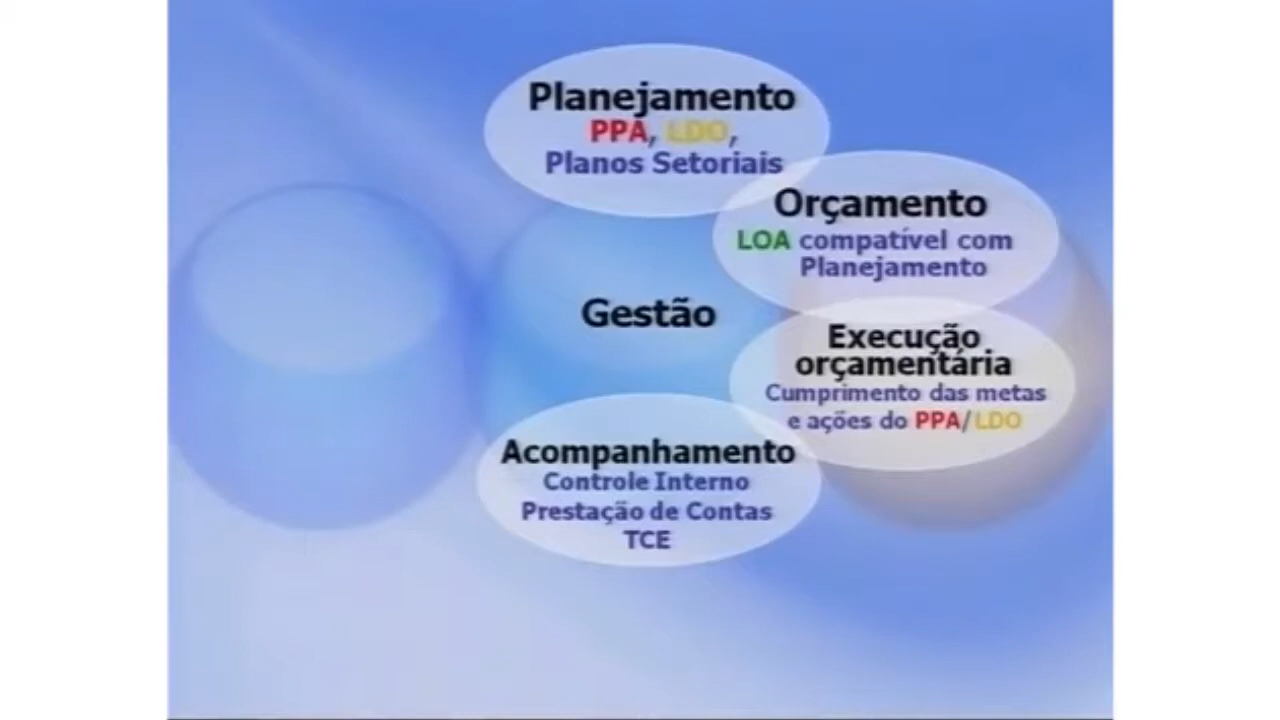 Planejamento
PPA, LDO,
Planos Setoriais
Orçamento
LOA compatível com
Planejamento
Gestão
Execução
orçamentária
Cumprimento das metas
e ações do PPA/LDO
Acompanhamento
Controle Interno
Prestação de Contas
TCE